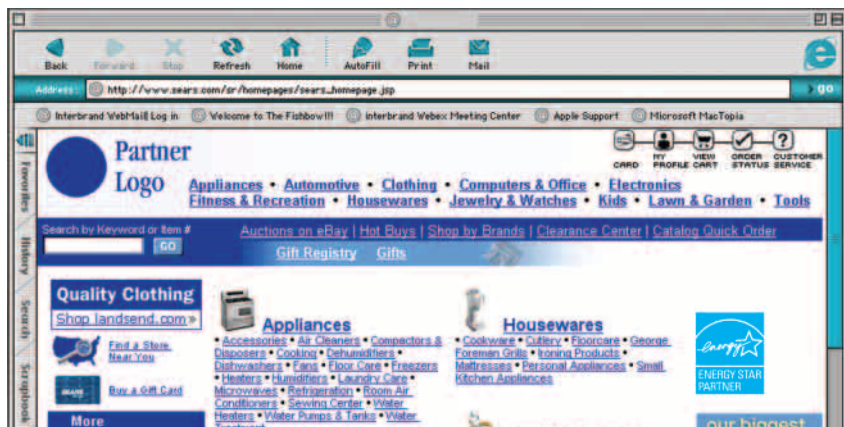 Back Forward Stop Refresh Home AutoFill Print Mail
Address: http://www.sears.com/sr/homepages/sears_homepage.jsp go
Interbrand WebMail| Log in Welcome to The Fishbowl!!! interbrand Webex Meeting Center Apple Support Microsoft MacTopia
Favorites
History
Search
Scrapbook
Partner
Logo
CARD MY PROFILE VIEW CART ORDER STATUS CUSTOMER SERVICE
Appliances • Automotive • Clothing • Computers & Office • Electronics
Fitness & Recreation • Housewares • Jewelry & Watches • Kids • Lawn & Garden • Tools
Search by Keyword or Item #
GO
Auctions on eBay | Hot Buys | Shop by Brands | Clearance Center | Catalog Quick Order
Gift Registry Gifts
Quality Clothing
Shop landsend.com»
Find a Store
Near You
SEARS
Buy a Gift Card
More
Appliances
• Accessories • Air Cleaners • Compactors &
Disposers • Cooking • Dehumidifiers •
Dishwashers • Fans • Floor Care • Freezers
• Heaters • Humidifiers • Laundry Care •
Microwaves • Refrigeration • Room Air
Conditioners • Sewing Center • Water
Heaters • Water Pumps & Tanks • Water
Housewares
• Cookware • Cutlery • Floorcare • George
Foreman Grills • Ironing Products •
Mattresses • Personal Appliances • Small
Kitchen Appliances
energy
ENERGY STAR
PARTNER
our biggest